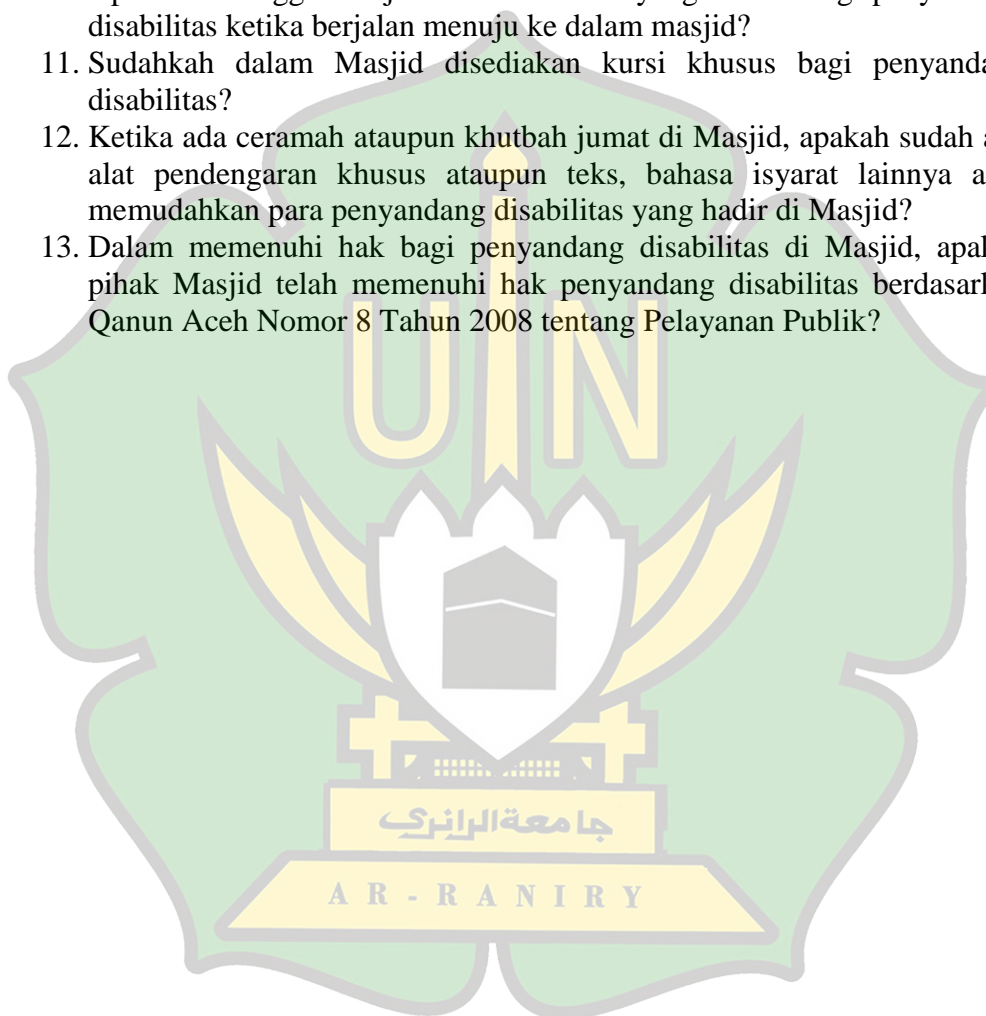 disabilitas ketika berjalan menuju ke dalam masjid?
11. Sudahkah dalam Masjid disediakan kursi khusus bagi
disabilitas?
12. Ketika ada ceramah ataupun khutbah jumat di Masjid, apakah sudah
alat pendengaran khusus ataupun teks, bahasa isyarat lainnya
memudahkan para penyandang disabilitas yang hadir di Masjid?
13. Dalam memenuhi hak bagi penyandang disabilitas di Masjid,
pihak Masjid telah memenuhi hak penyandang disabilitas
Qanun Aceh Nomor 8 Tahun 2008 tentang Pelayanan Publik?
UIN
جامعة الرانري
AR-RANIRY